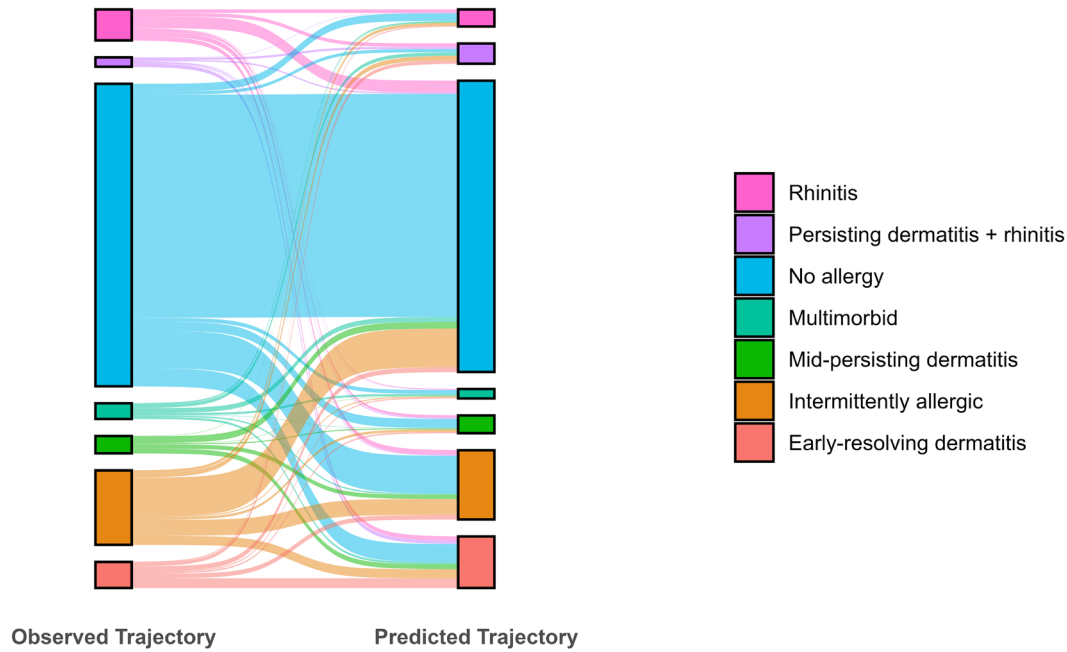 Rhinitis
Persisting dermatitis + rhinitis
No allergy
Multimorbid
Mid-persisting dermatitis
Intermittently allergic
Early-resolving dermatitis
Observed Trajectory
Predicted Trajectory